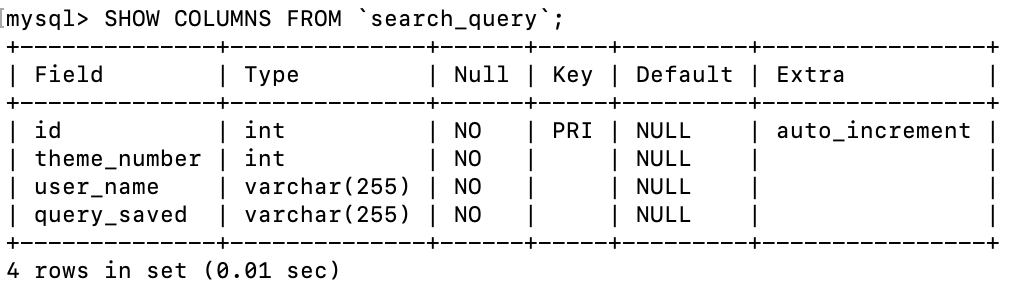 [mysql> SHOW COLUMNS FROM `search_query`;
+--------------+--------------+------+-----+---------+----------------+
| Field        | Type         | Null | Key | Default | Extra          |
+--------------+--------------+------+-----+---------+----------------+
| id           | int          | NO   | PRI | NULL    | auto_increment |
| theme_number | int          | NO   |     | NULL    |                |
| user_name    | varchar(255) | NO   |     | NULL    |                |
| query_saved  | varchar(255) | NO   |     | NULL    |                |
+--------------+--------------+------+-----+---------+----------------+
4 rows in set (0.01 sec)